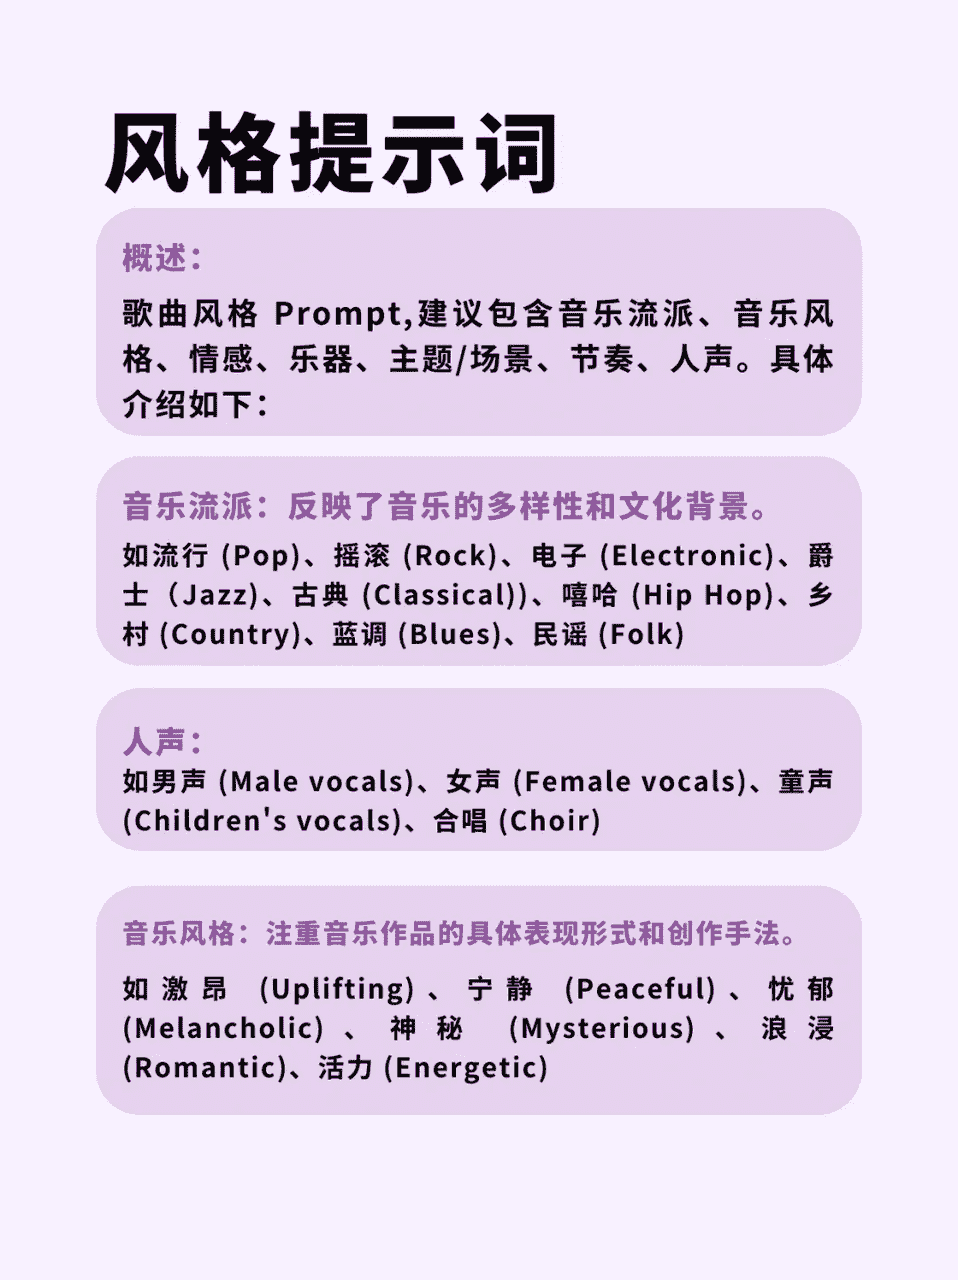 风格提示词
概述：
歌曲风格 Prompt,建议包含音乐流派、音乐风
格、情感、乐器、主题/场景、节奏、人声。具体
介绍如下：
音乐流派：反映了音乐的多样性和文化背景。
如流行 (Pop)、摇滚 (Rock)、电子 (Electronic)、爵
士（Jazz)、古典 (Classical))、嘻哈 (Hip Hop)、乡
村 (Country)、蓝调 (Blues)、民谣 (Folk)
人声：
如男声 (Male vocals)、女声 (Female vocals)、童声
(Children's vocals)、合唱 (Choir)
音乐风格：注重音乐作品的具体表现形式和创作手法。
如激昂 (Uplifting)、宁静 (Peaceful)、忧郁
(Melancholic)、神秘 (Mysterious)、浪浸
(Romantic)、活力 (Energetic)